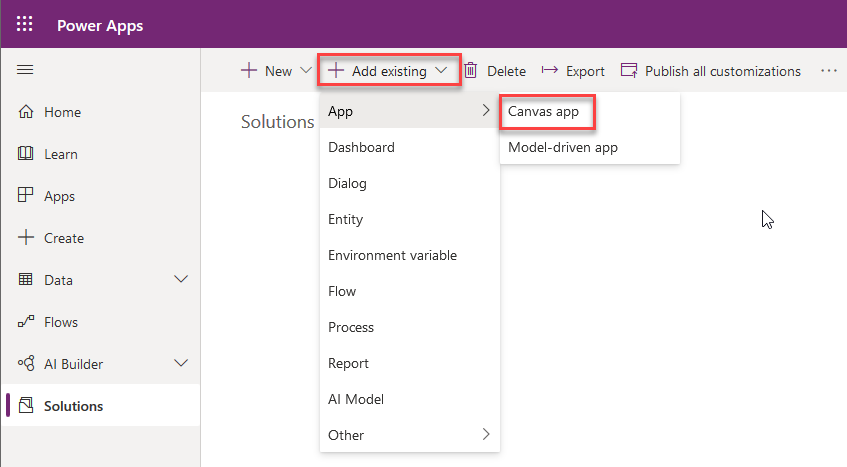 Power Apps
New
Add existing
Delete
Export
Publish all customizations
Home
Learn
Apps
Create
Data
Flows
AI Builder
Solutions
Solutions
App
Dashboard
Dialog
Entity
Environment variable
Flow
Process
Report
AI Model
Other
Canvas app
Model-driven app